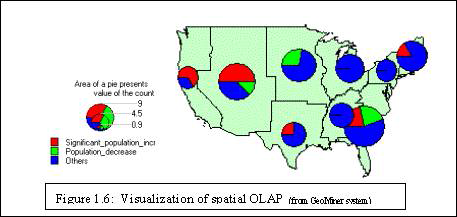 Area of a pie presents
value of the count
9
4.5
0.9
Significant_population_incr
Population_decrease
Others
Figure 1.6: Visualization of spatial OLAP (from GeoMiner system)